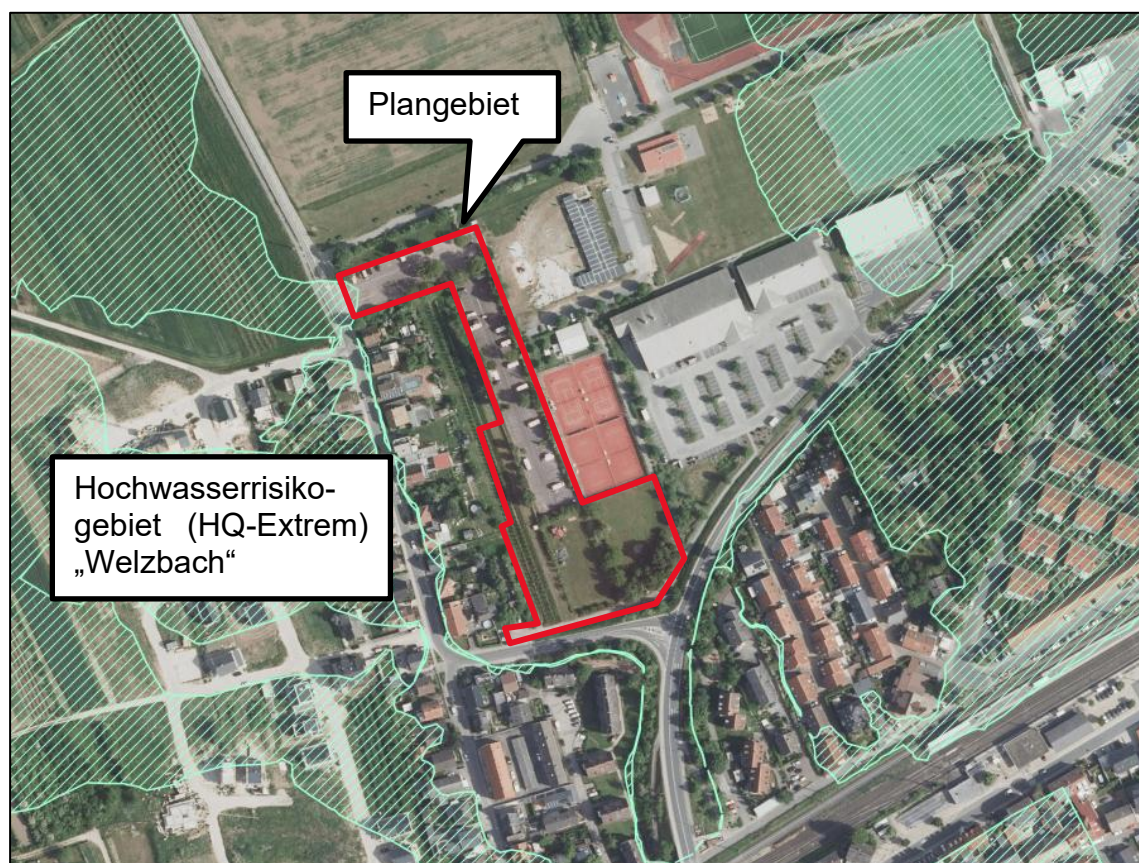 Plangebiet
Hochwasserrisiko-
gebiet (HQ-Extrem)
„Welzbach“